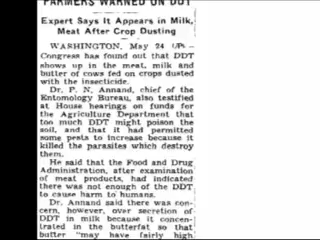 FARMERS WARNED ON DDT
Expert Says It Appears in Milk,
Meat After Crop Dusting
WASHINGTON, May 24 (UP)—
Congress has found out that DDT
shows up in the meat, milk and
butter of cows fed on crops dusted
with the insecticide.
Dr. P. N. Annand, chief of the
Entomology Bureau, also testified
at House hearings on funds for
the Agriculture Department that
too much DDT might poison the
soil, and that it had permitted
some pests to increase because it
killed the parasites which destroy
them.
He said that the Food and Drug
Administration, after examination
of meat products, had indicated
there was not enough of the DDT
to cause harm to humans.
Dr. Annand said there was con-
cern, however, over secretion of
DDT in milk because it concen-
trated in the butterfat so that
butter "may have fairly high